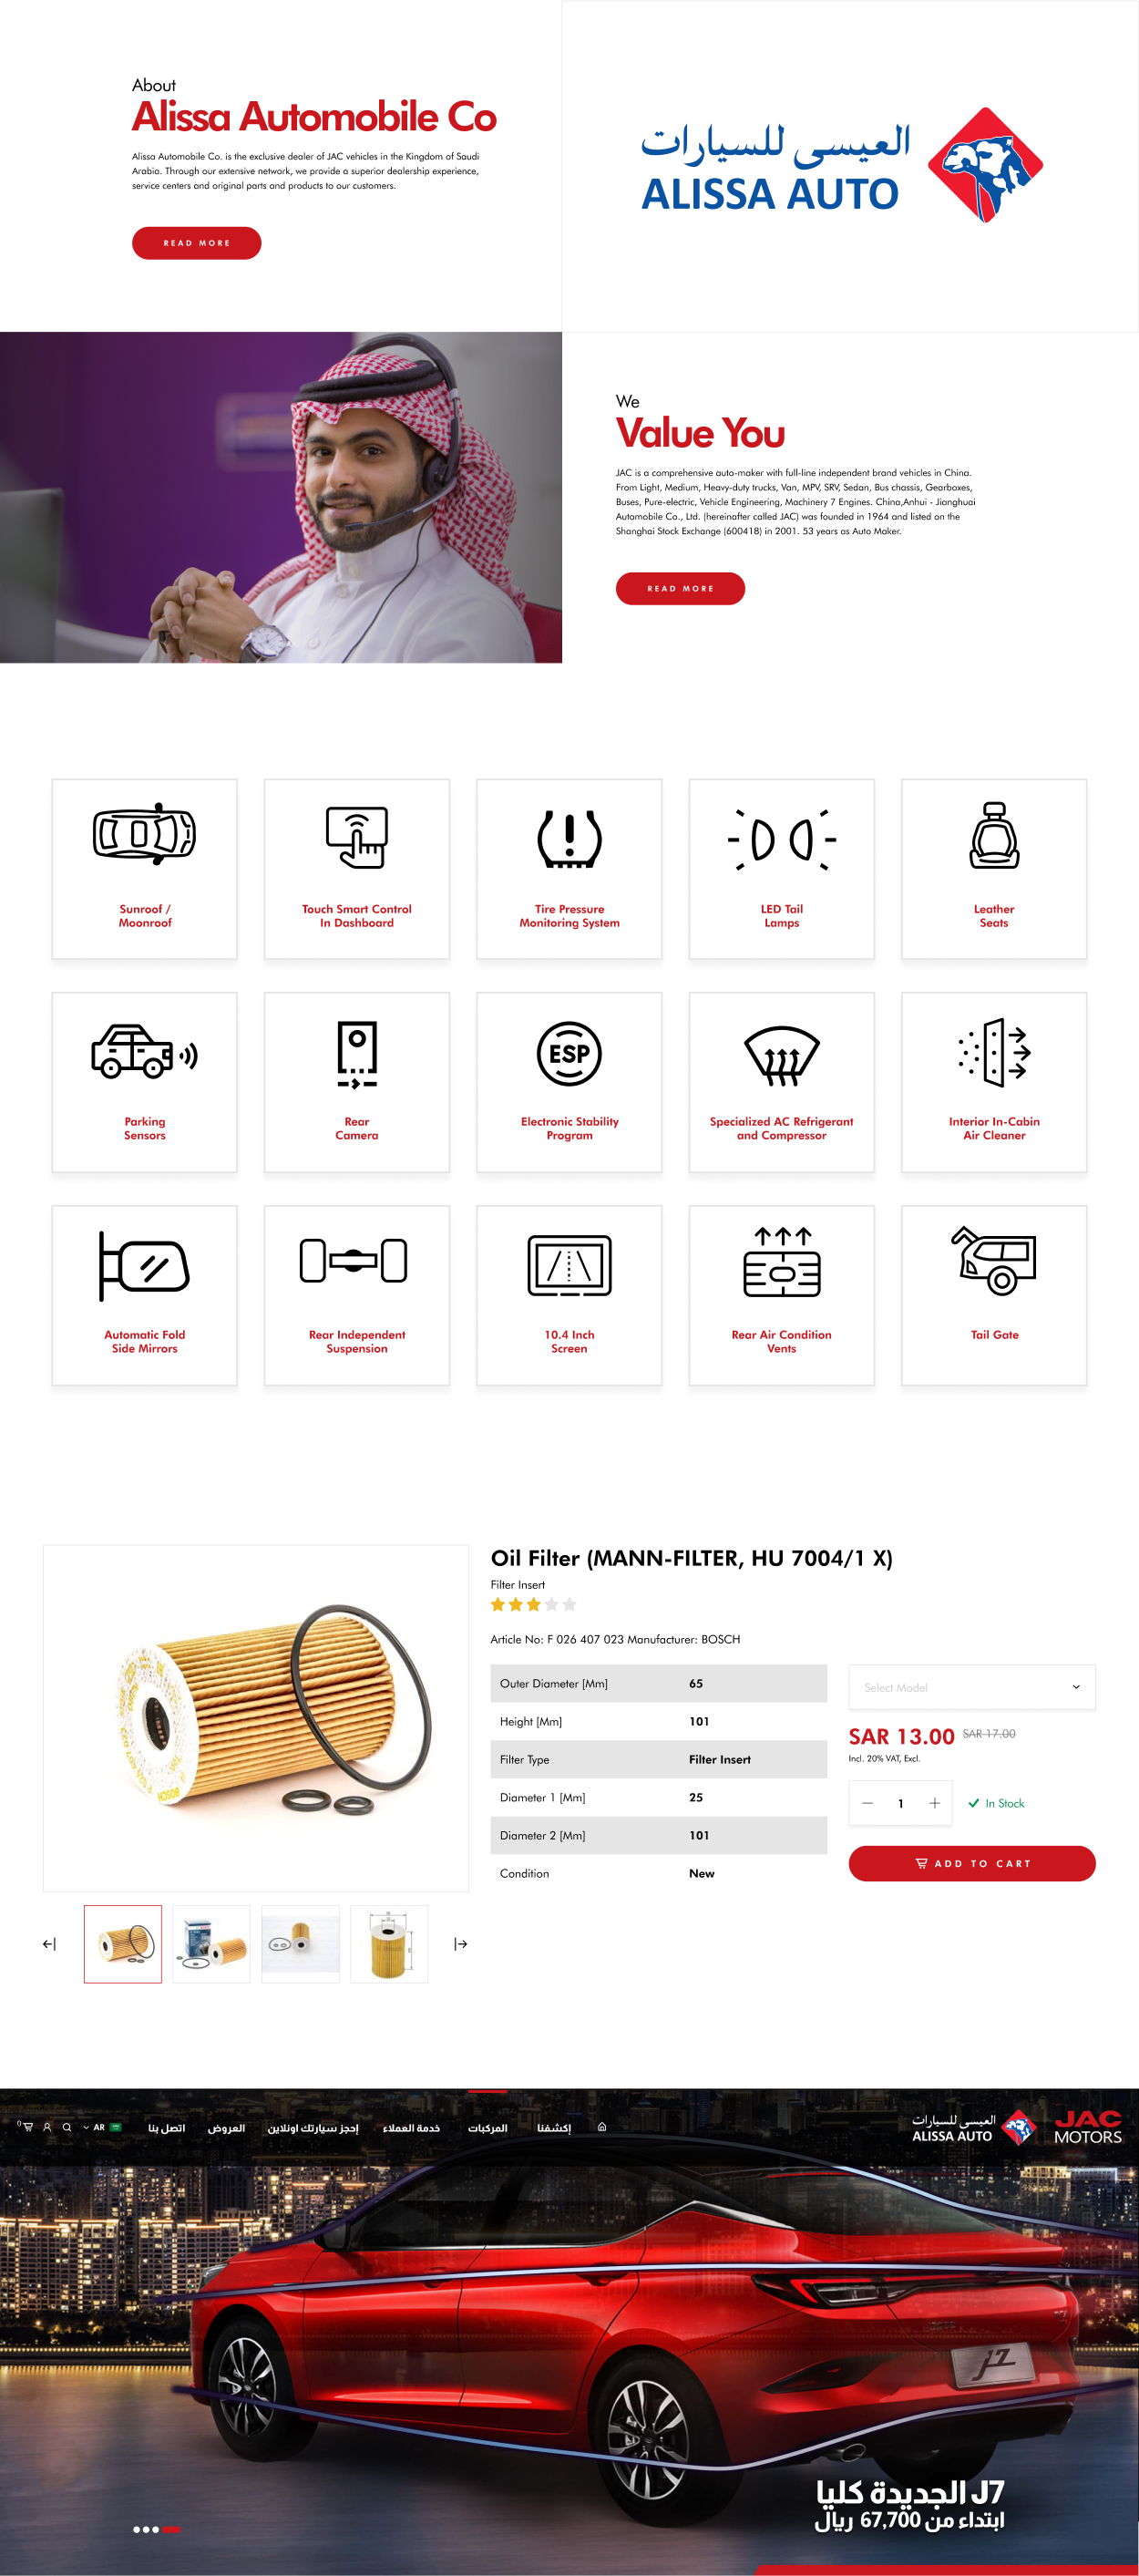 About
Alissa Automobile Co
Alissa Automobile Co. is the exclusive dealer of JAC vehicles in the Kingdom of Saudi
Arabia. Through our extensive network, we provide a superior dealership experience,
service centers and original parts and products to our customers.
READ MORE
العيسى للسيارات
ALISSA AUTO
We
Value You
JAC is a comprehensive auto-maker with full-line independent brand vehicles in China.
From Light, Medium, Heavy-duty trucks, Van, MPV, SRV, Sedan, Bus chassis, Gearboxes,
Buses, Pure-electric, Vehicle Engineering, Machinery 7 Engines. China,Anhui - Jianghuai
Automobile Co., Ltd. (hereinafter called JAC) was founded in 1964 and listed on the
Shanghai Stock Exchange (600418) in 2001. 53 years as Auto Maker.
READ MORE
Sunroof /
Moonroof
Touch Smart Control
In Dashboard
Tire Pressure
Monitoring System
LED Tail
Lamps
Leather
Seats
Parking
Sensors
Rear
Camera
ESP
Electronic Stability
Program
Specialized AC Refrigerant
and Compressor
Interior In-Cabin
Air Cleaner
Automatic Fold
Side Mirrors
Rear Independent
Suspension
10.4 Inch
Screen
Rear Air Condition
Vents
Tail Gate
Oil Filter (MANN-FILTER, HU 7004/1 X)
Filter Insert
Article No: F 026 407 023 Manufacturer: BOSCH
Outer Diameter [Mm] 65
Height [Mm] 101
Filter Type Filter Insert
Diameter 1 [Mm] 25
Diameter 2 [Mm] 101
Condition New
Select Model
SAR 13.00 SAR 17.00
Incl. 20% VAT, Excl.
1
In Stock
ADD TO CART
BOSCH
JAC
MOTORS
العيسى للسيارات
ALISSA AUTO
إكتشفنا
المركبات
خدمة العملاء
إحجز سيارتك اونلاين
العروض
اتصل بنا
AR
0
J7
J7 الجديدة كليا
ابتداء من 67,700 ريال